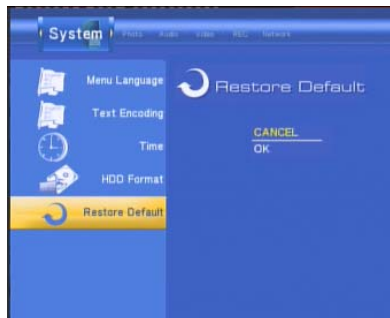 System Photo Audio Video REC Network
Menu Language
Text Encoding
Time
HDD Format
Restore Default
Restore Default
CANCEL
OK